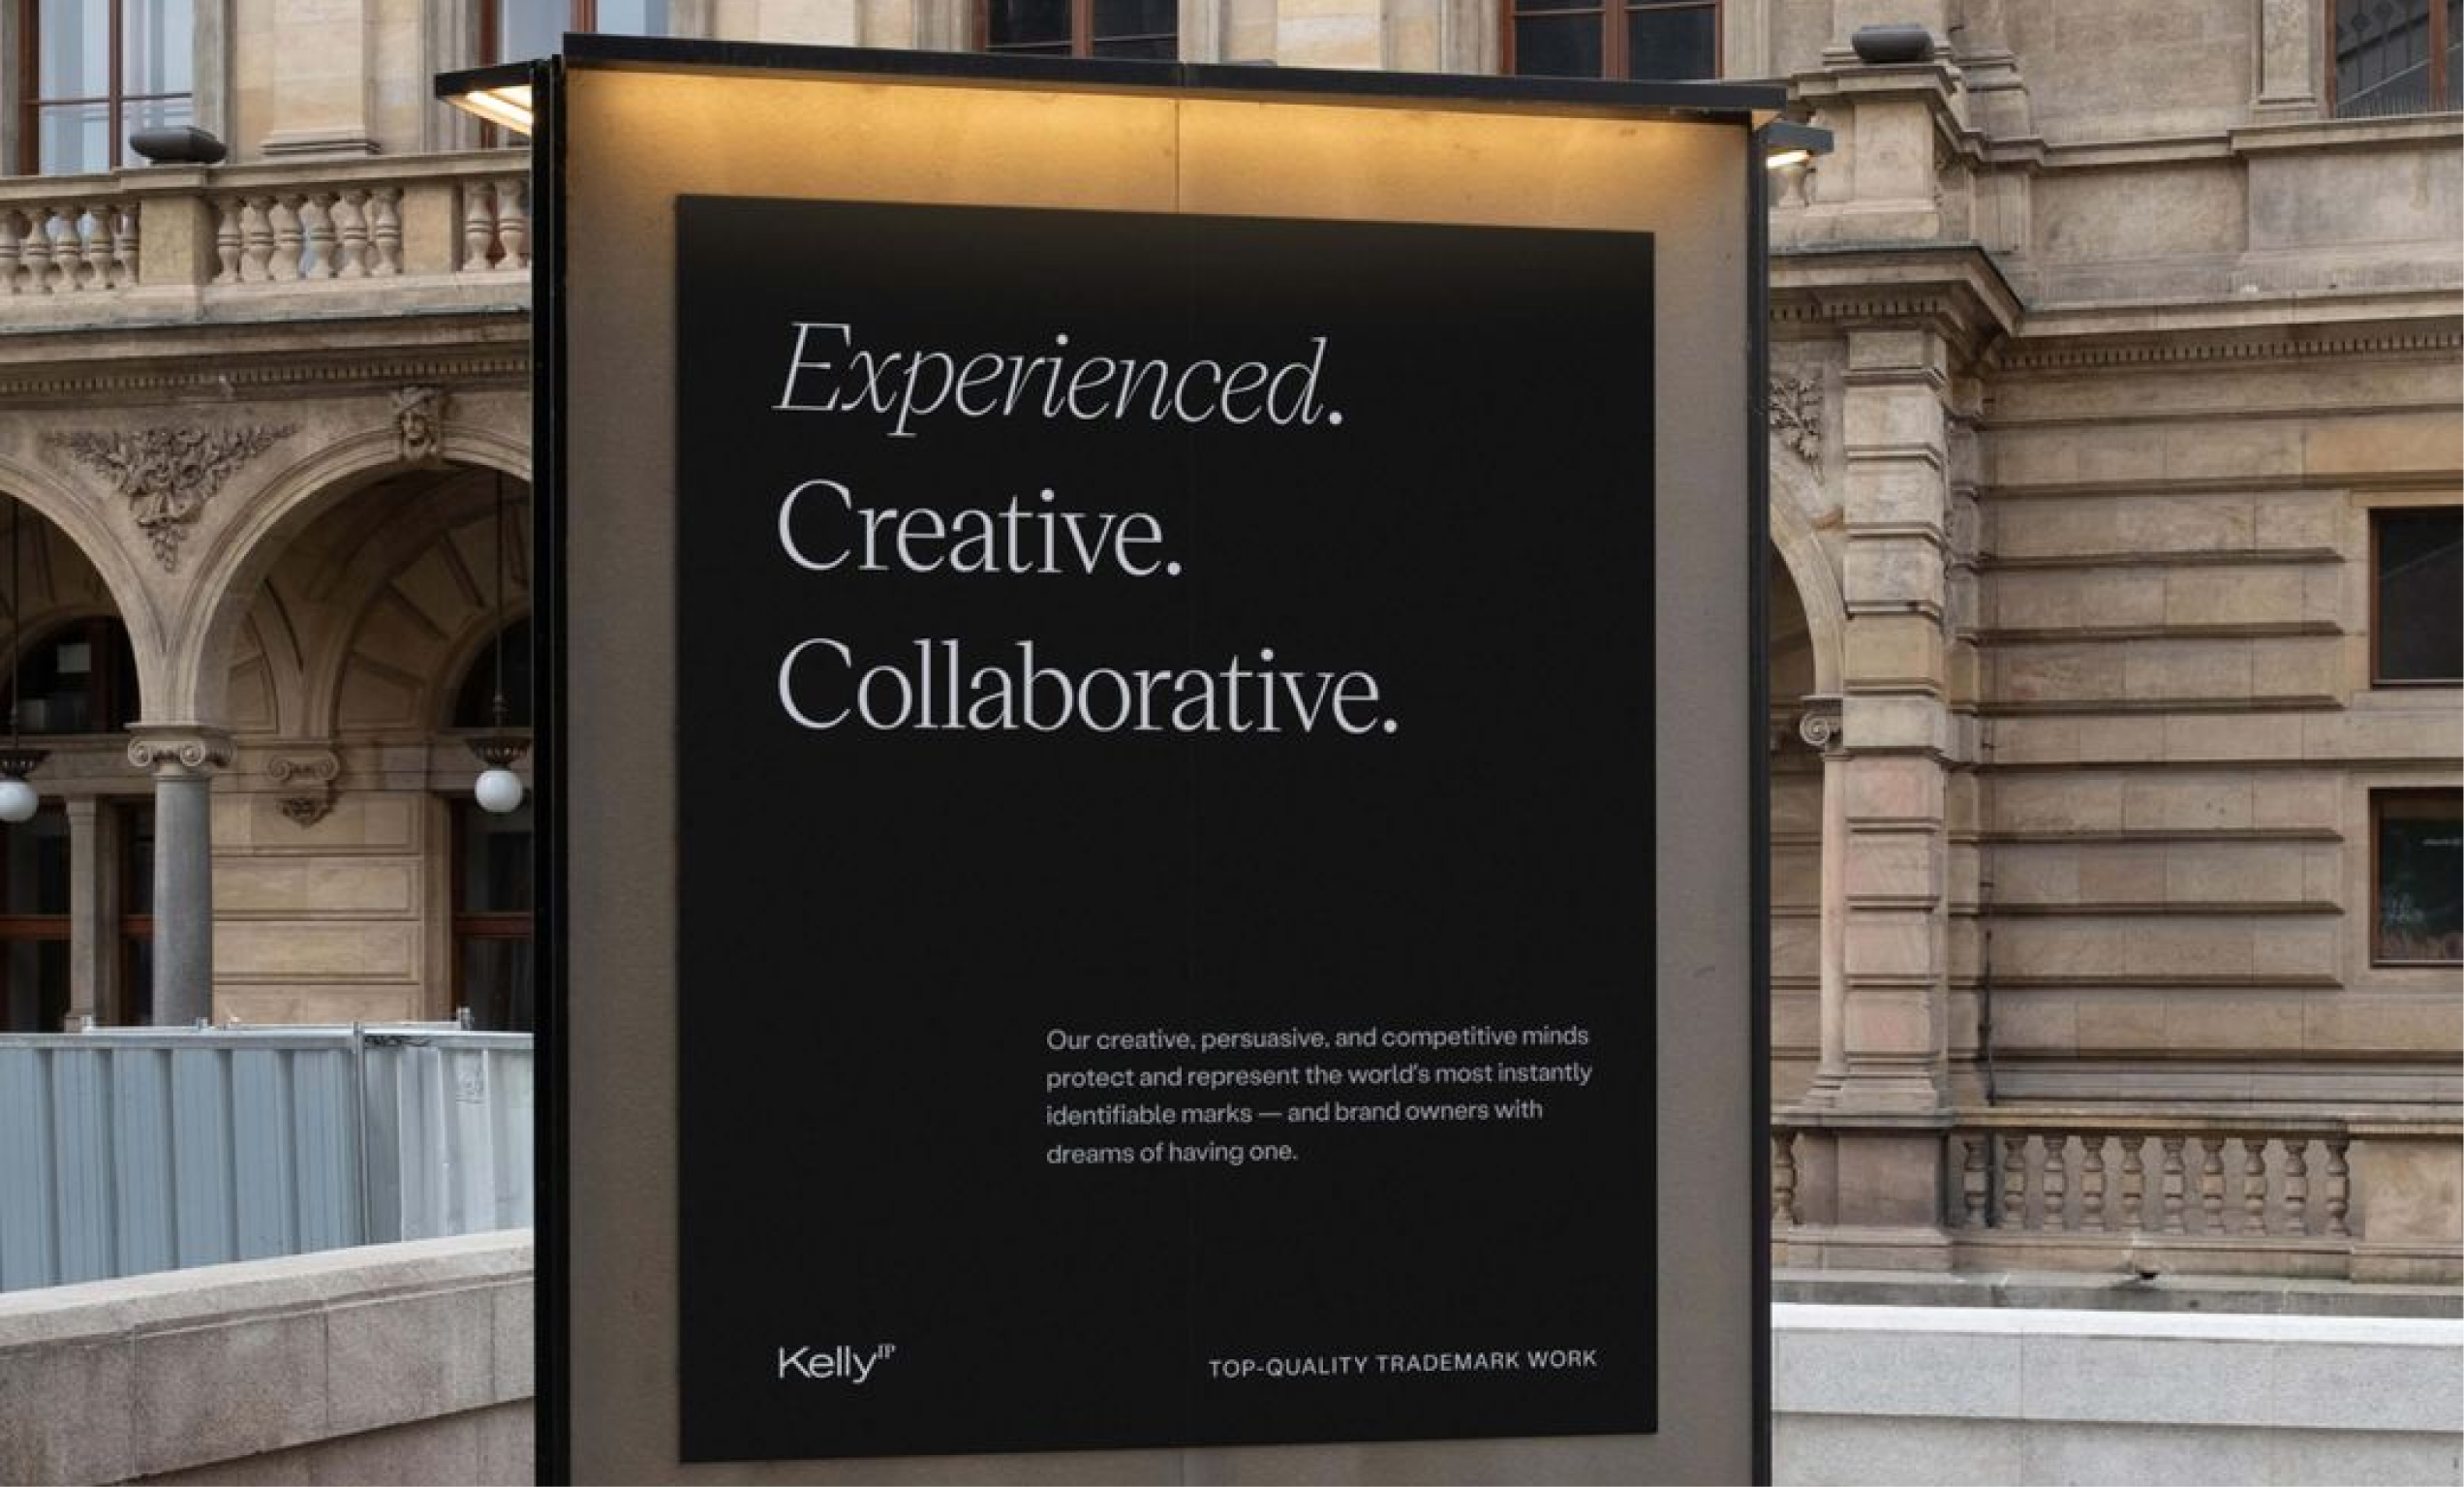 Experienced.
Creative.
Collaborative.
Our creative, persuasive, and competitive minds
protect and represent the world's most instantly
identifiable marks — and brand owners with
dreams of having one.
Kelly IP
TOP-QUALITY TRADEMARK WORK